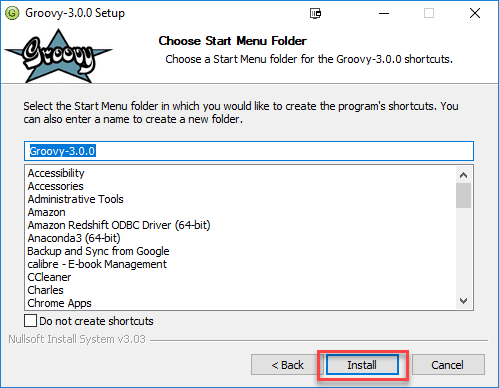 Groovy-3.0.0 Setup
Groovy
Choose Start Menu Folder
Choose a Start Menu folder for the Groovy-3.0.0 shortcuts.
Select the Start Menu folder in which you would like to create the program's shortcuts. You
can also enter a name to create a new folder.
Groovy-3.0.0
Accessibility
Accessories
Administrative Tools
Amazon
Amazon Redshift ODBC Driver (64-bit)
Anaconda3 (64-bit)
Backup and Sync from Google
calibre - E-book Management
CCleaner
Charles
Chrome Apps
Do not create shortcuts
Nullsoft Install System v3.03
< Back
Install
Cancel